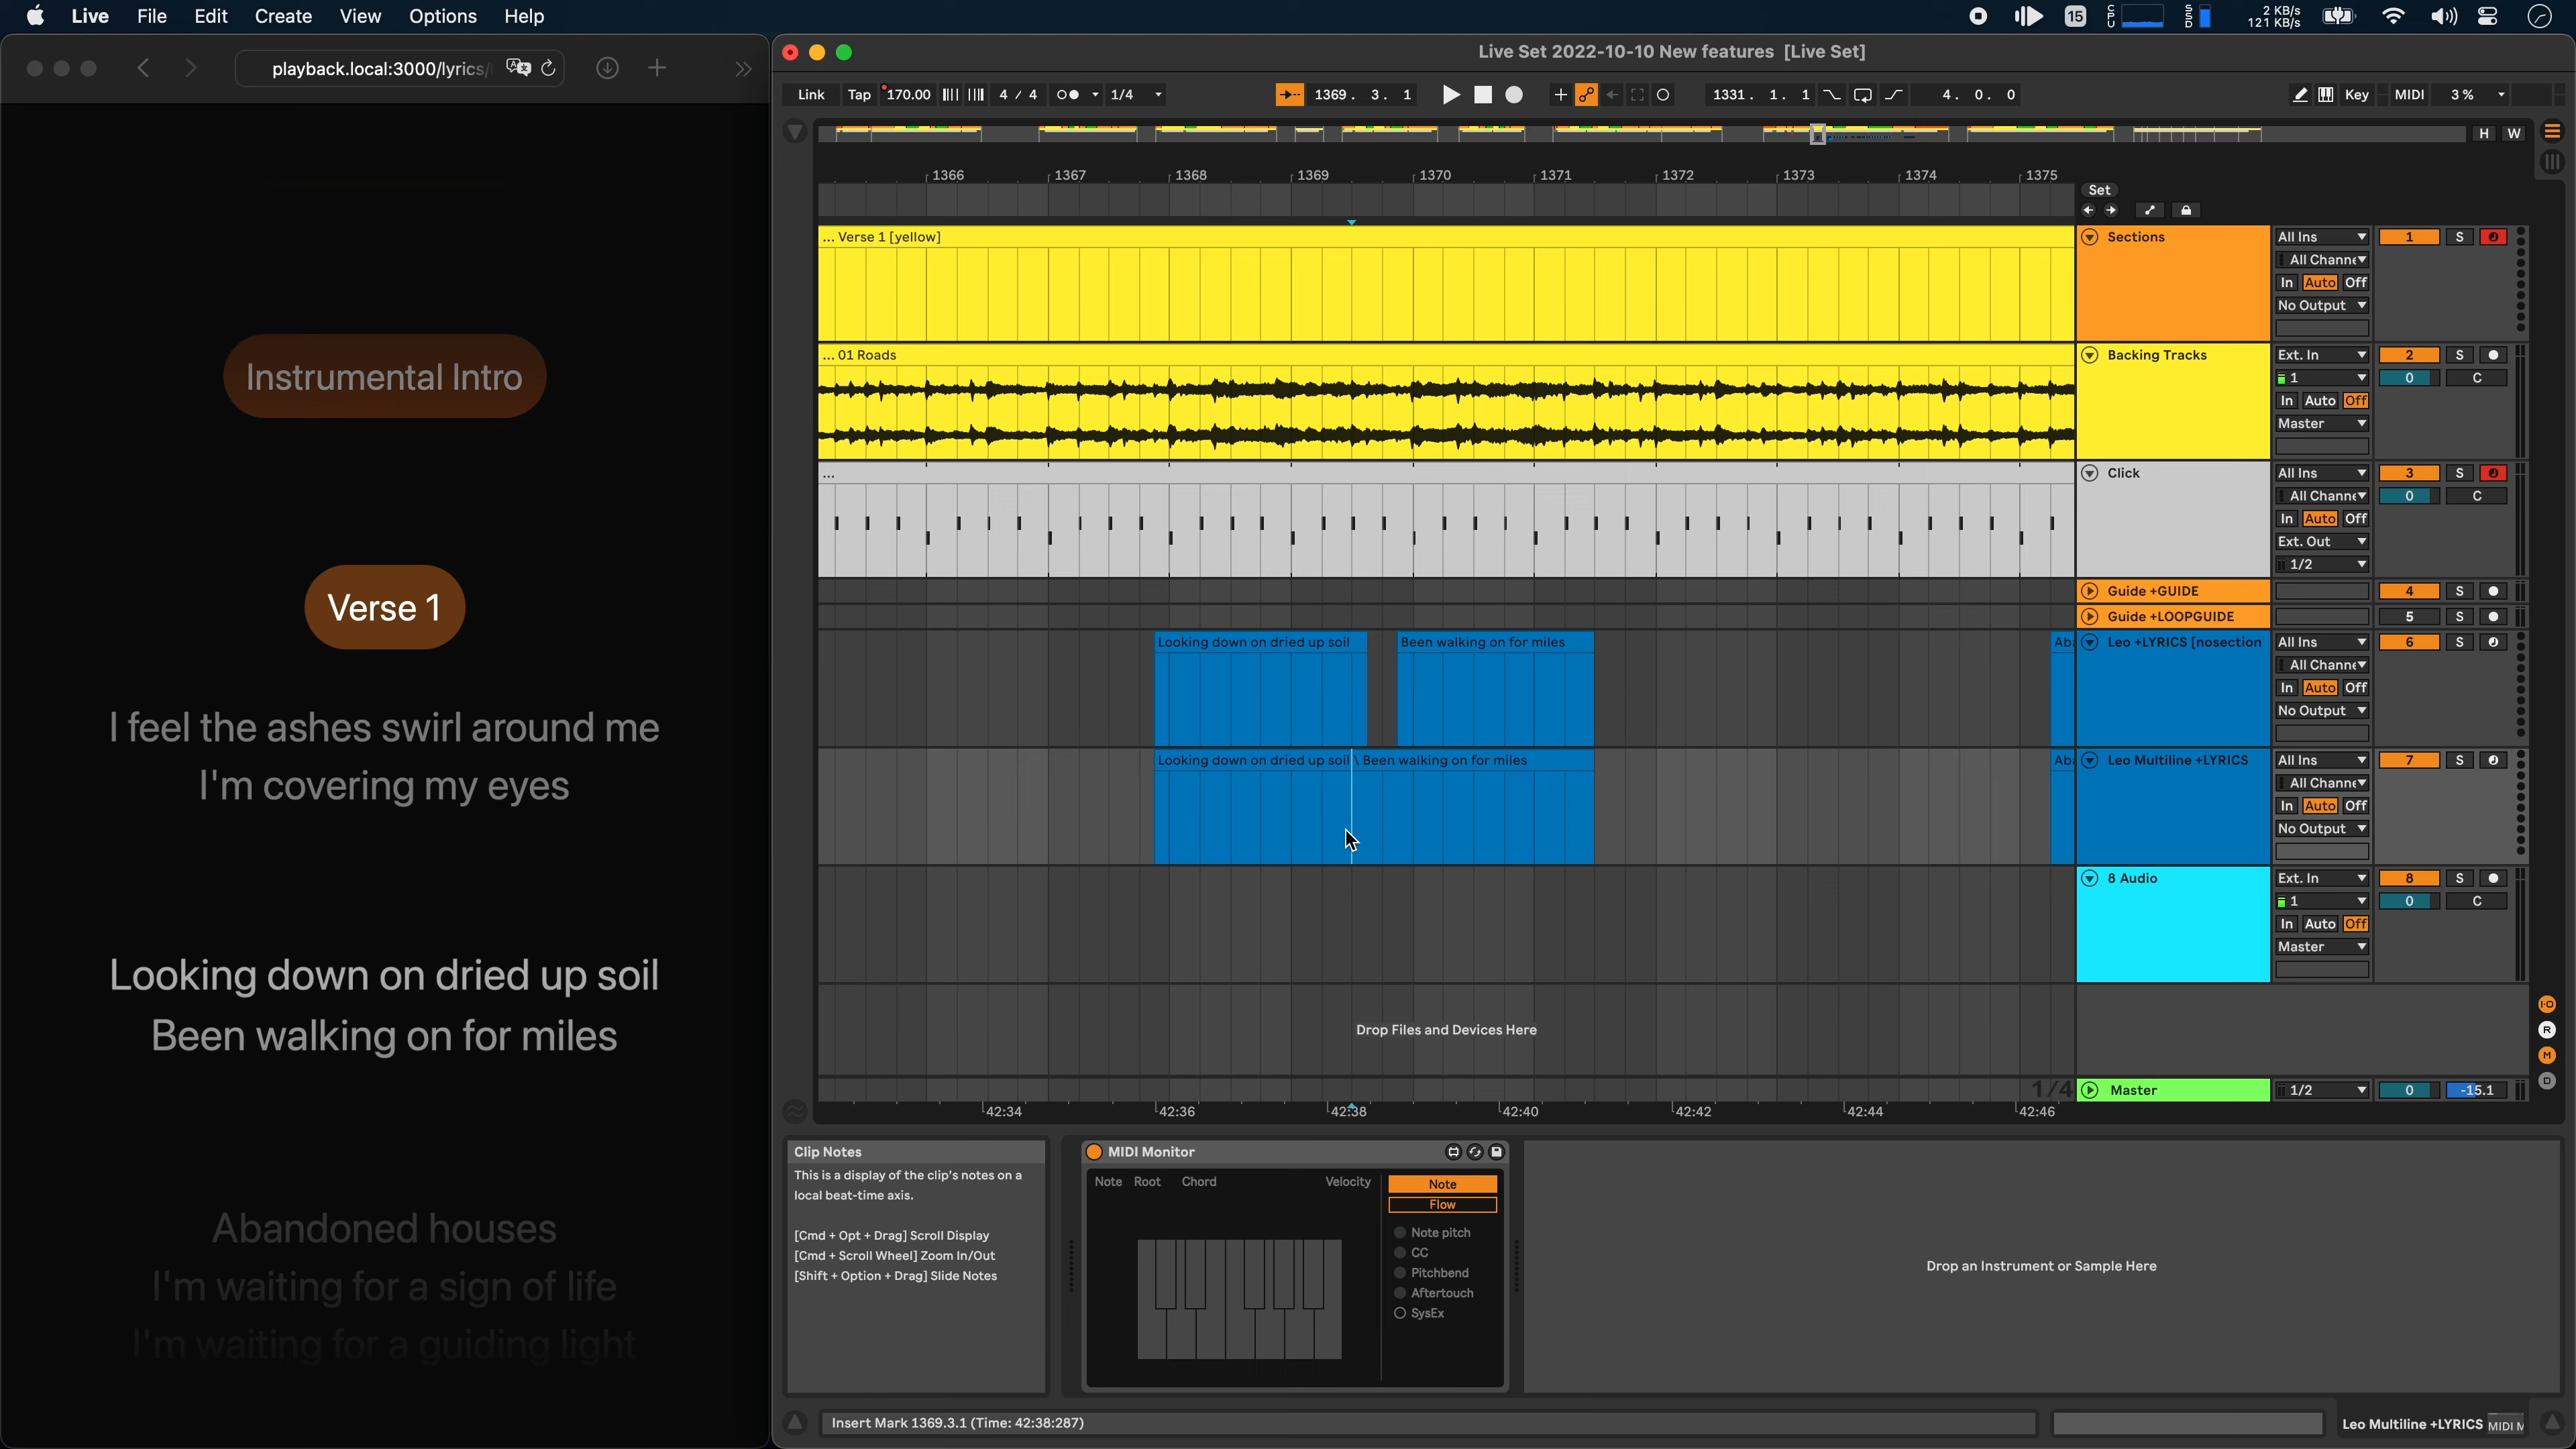 Live File Edit Create View Options Help
15
CPU
SSD
2 KB/s
121 KB/s
playback.local:3000/lyrics/
Instrumental Intro
Verse 1
I feel the ashes swirl around me
I'm covering my eyes
Looking down on dried up soil
Been walking on for miles
Abandoned houses
I'm waiting for a sign of life
I'm waiting for a guiding light
Live Set 2022-10-10 New features [Live Set]
Link Tap 170.00 4 / 4 1/4 1369. 3. 1 1331. 1. 1 4. 0. 0 Key MIDI 3 %
H W
1366 1367 1368 1369 1370 1371 1372 1373 1374 1375
Set
... Verse 1 [yellow]
Sections All Ins 1 S
All Channe
In Auto Off
No Output
... 01 Roads
Backing Tracks Ext. In 2 S
1 0 C
In Auto Off
Master
...
Click All Ins 3 S
All Channe 0 C
In Auto Off
Ext. Out
1/2
Guide +GUIDE 4 S
Guide +LOOPGUIDE 5 S
Looking down on dried up soil Been walking on for miles Aba Leo +LYRICS [nosection All Ins 6 S
All Channe
In Auto Off
No Output
Looking down on dried up soil \ Been walking on for miles Aba Leo Multiline +LYRICS All Ins 7 S
All Channe
In Auto Off
No Output
8 Audio Ext. In 8 S
1 0 C
In Auto Off
Master
Drop Files and Devices Here
I-O
R
M
D
1/4 Master 1/2 0 -15.1
42:34 42:36 42:38 42:40 42:42 42:44 42:46
Clip Notes
This is a display of the clip's notes on a
local beat-time axis.
[Cmd + Opt + Drag] Scroll Display
[Cmd + Scroll Wheel] Zoom In/Out
[Shift + Option + Drag] Slide Notes
MIDI Monitor
Note Root Chord Velocity
Note
Flow
Note pitch
CC
Pitchbend
Aftertouch
SysEx
Drop an Instrument or Sample Here
Insert Mark 1369.3.1 (Time: 42:38:287)
Leo Multiline +LYRICS MIDI M